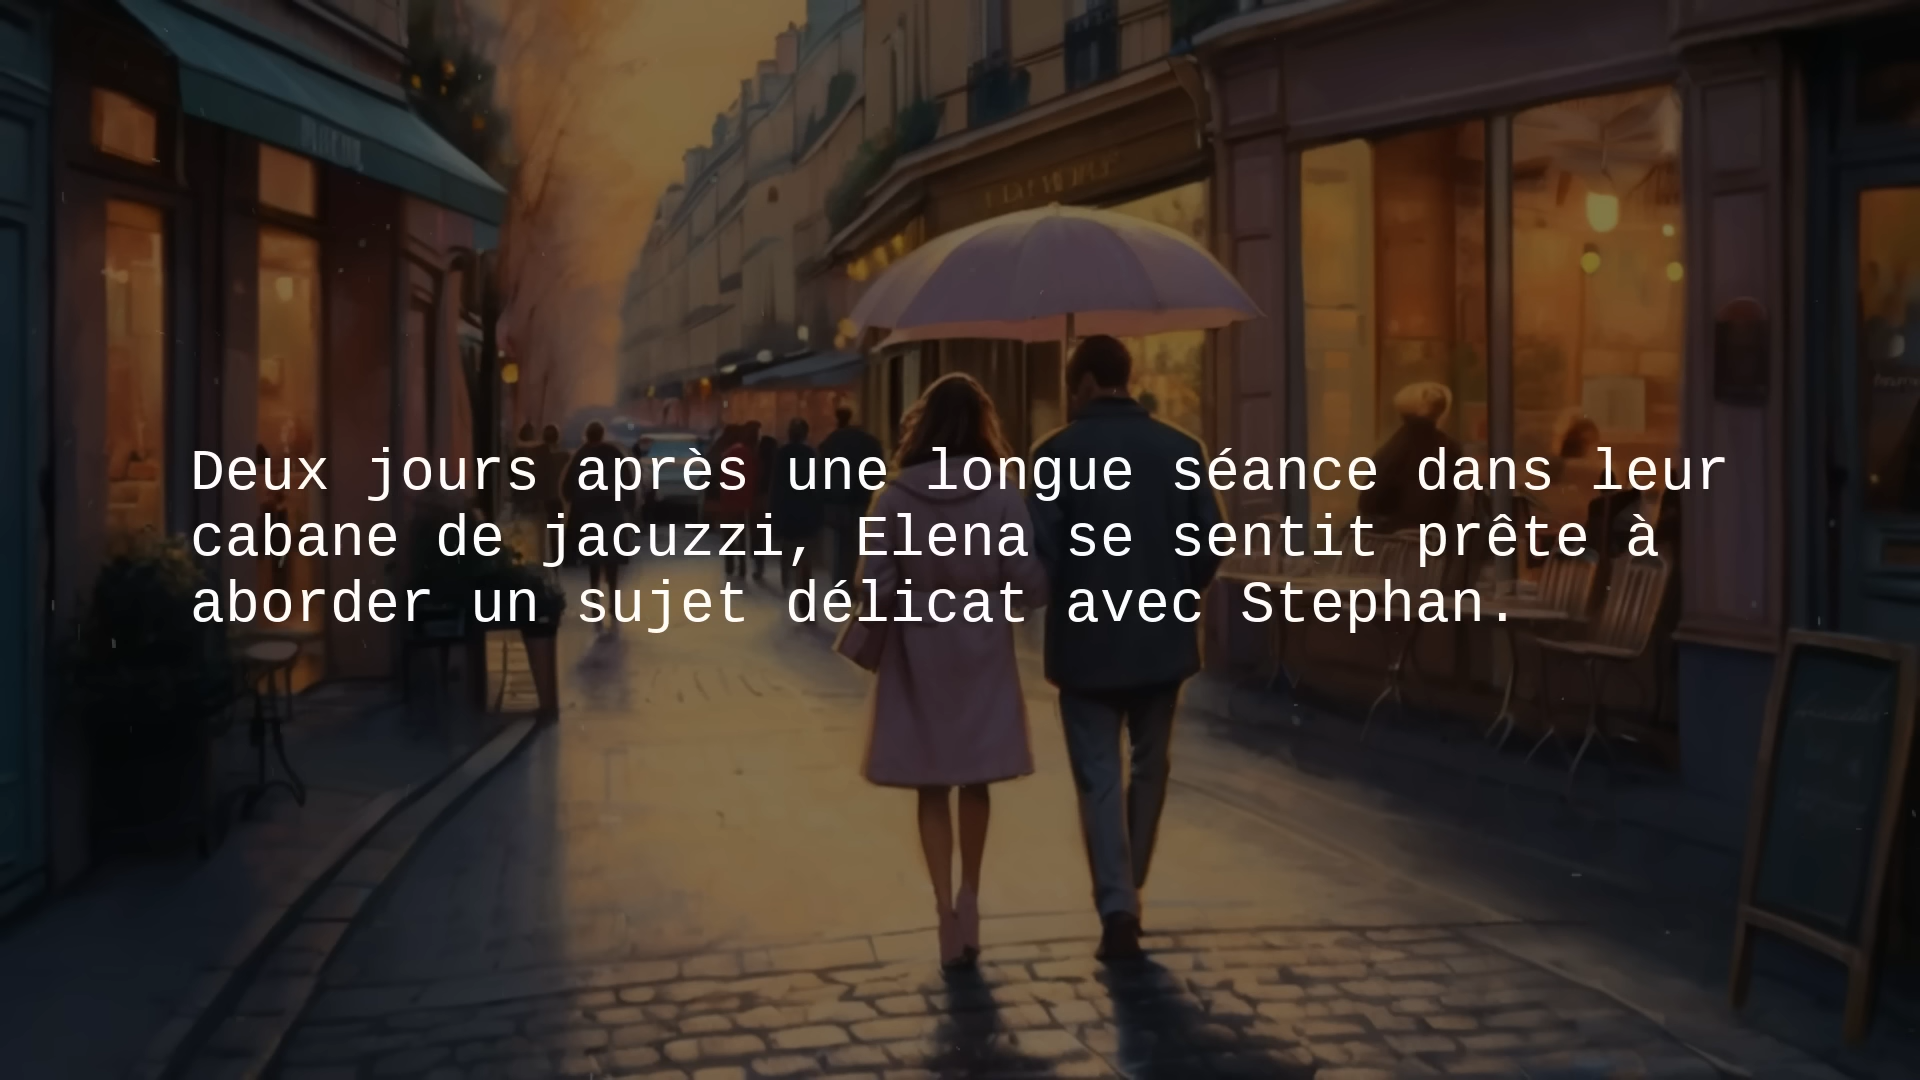 Deux jours après une longue séance dans leur
cabane de jacuzzi, Elena se sentit prête à
aborder un sujet délicat avec Stephan.